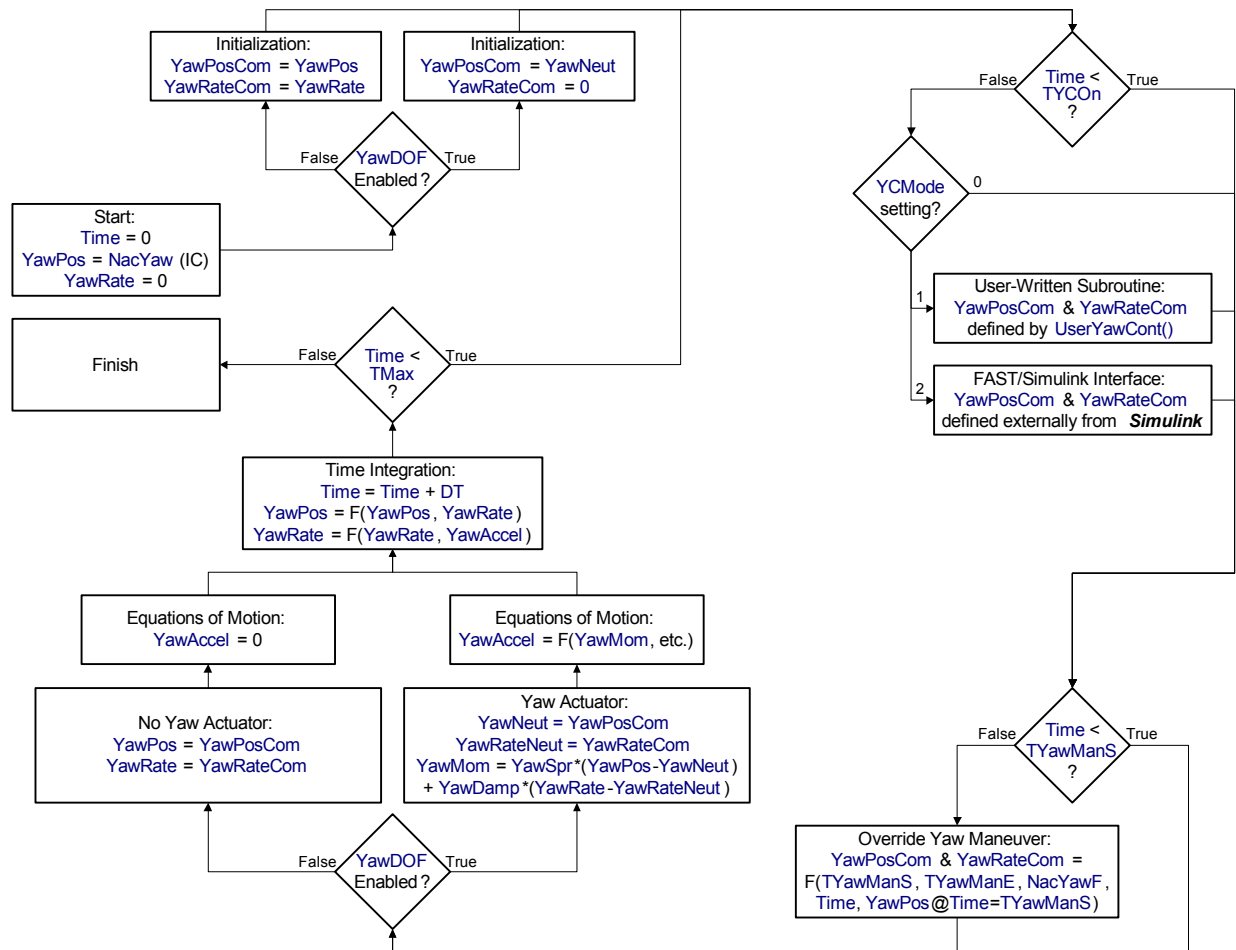 Initialization:
YawPosCom = YawPos
YawRateCom = YawRate
Initialization:
YawPosCom = YawNeut
YawRateCom = 0
False
YawDOF
Enabled ?
True
Start:
Time = 0
YawPos = NacYaw (IC)
YawRate = 0
Finish
False
Time <
TMax
?
True
Time Integration:
Time = Time + DT
YawPos = F(YawPos, YawRate)
YawRate = F(YawRate, YawAccel)
Equations of Motion:
YawAccel = 0
Equations of Motion:
YawAccel = F(YawMom, etc.)
No Yaw Actuator:
YawPos = YawPosCom
YawRate = YawRateCom
Yaw Actuator:
YawNeut = YawPosCom
YawRateNeut = YawRateCom
YawMom = YawSpr*(YawPos-YawNeut)
+ YawDamp*(YawRate-YawRateNeut)
False
YawDOF
Enabled ?
True
False
Time <
TYCOn
?
True
YCMode
setting?
0
1
User-Written Subroutine:
YawPosCom & YawRateCom
defined by UserYawCont()
2
FAST/Simulink Interface:
YawPosCom & YawRateCom
defined externally from Simulink
False
Time <
TYawManS
?
True
Override Yaw Maneuver:
YawPosCom & YawRateCom =
F(TYawManS, TYawManE, NacYawF,
Time, YawPos@Time=TYawManS)